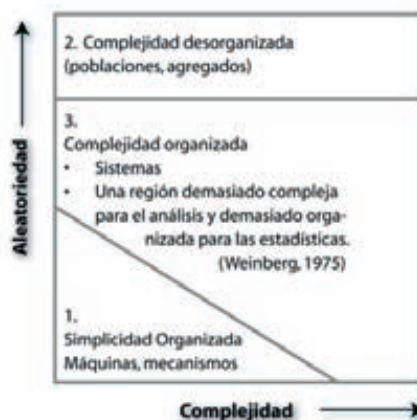 2. Complejidad desorganizada
(poblaciones, agregados)
3.
Complejidad organizada
• Sistemas
• Una región demasiado compleja
para el análisis y demasiado orga-
nizada para las estadísticas.
(Weinberg, 1975)
1.
Simplicidad Organizada
Máquinas, mecanismos
Aleatoriedad
Complejidad